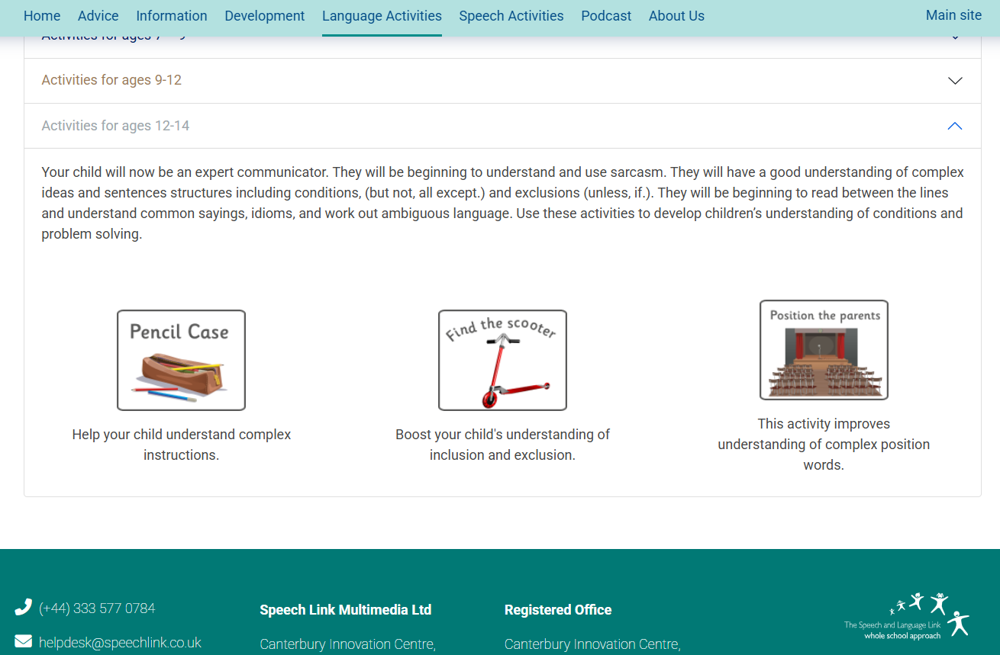 Home Advice Information Development Language Activities Speech Activities Podcast About Us Main site
Activities for ages 7 – 9
Activities for ages 9-12
Activities for ages 12-14
Your child will now be an expert communicator. They will be beginning to understand and use sarcasm. They will have a good understanding of complex
ideas and sentences structures including conditions, (but not, all except.) and exclusions (unless, if.). They will be beginning to read between the lines
and understand common sayings, idioms, and work out ambiguous language. Use these activities to develop children’s understanding of conditions and
problem solving.
Pencil Case
Find the scooter
Position the parents
Help your child understand complex
instructions.
Boost your child's understanding of
inclusion and exclusion.
This activity improves
understanding of complex position
words.
(+44) 333 577 0784
helpdesk@speechlink.co.uk
Speech Link Multimedia Ltd
Canterbury Innovation Centre,
Registered Office
Canterbury Innovation Centre,
The Speech and Language Link
whole school approach